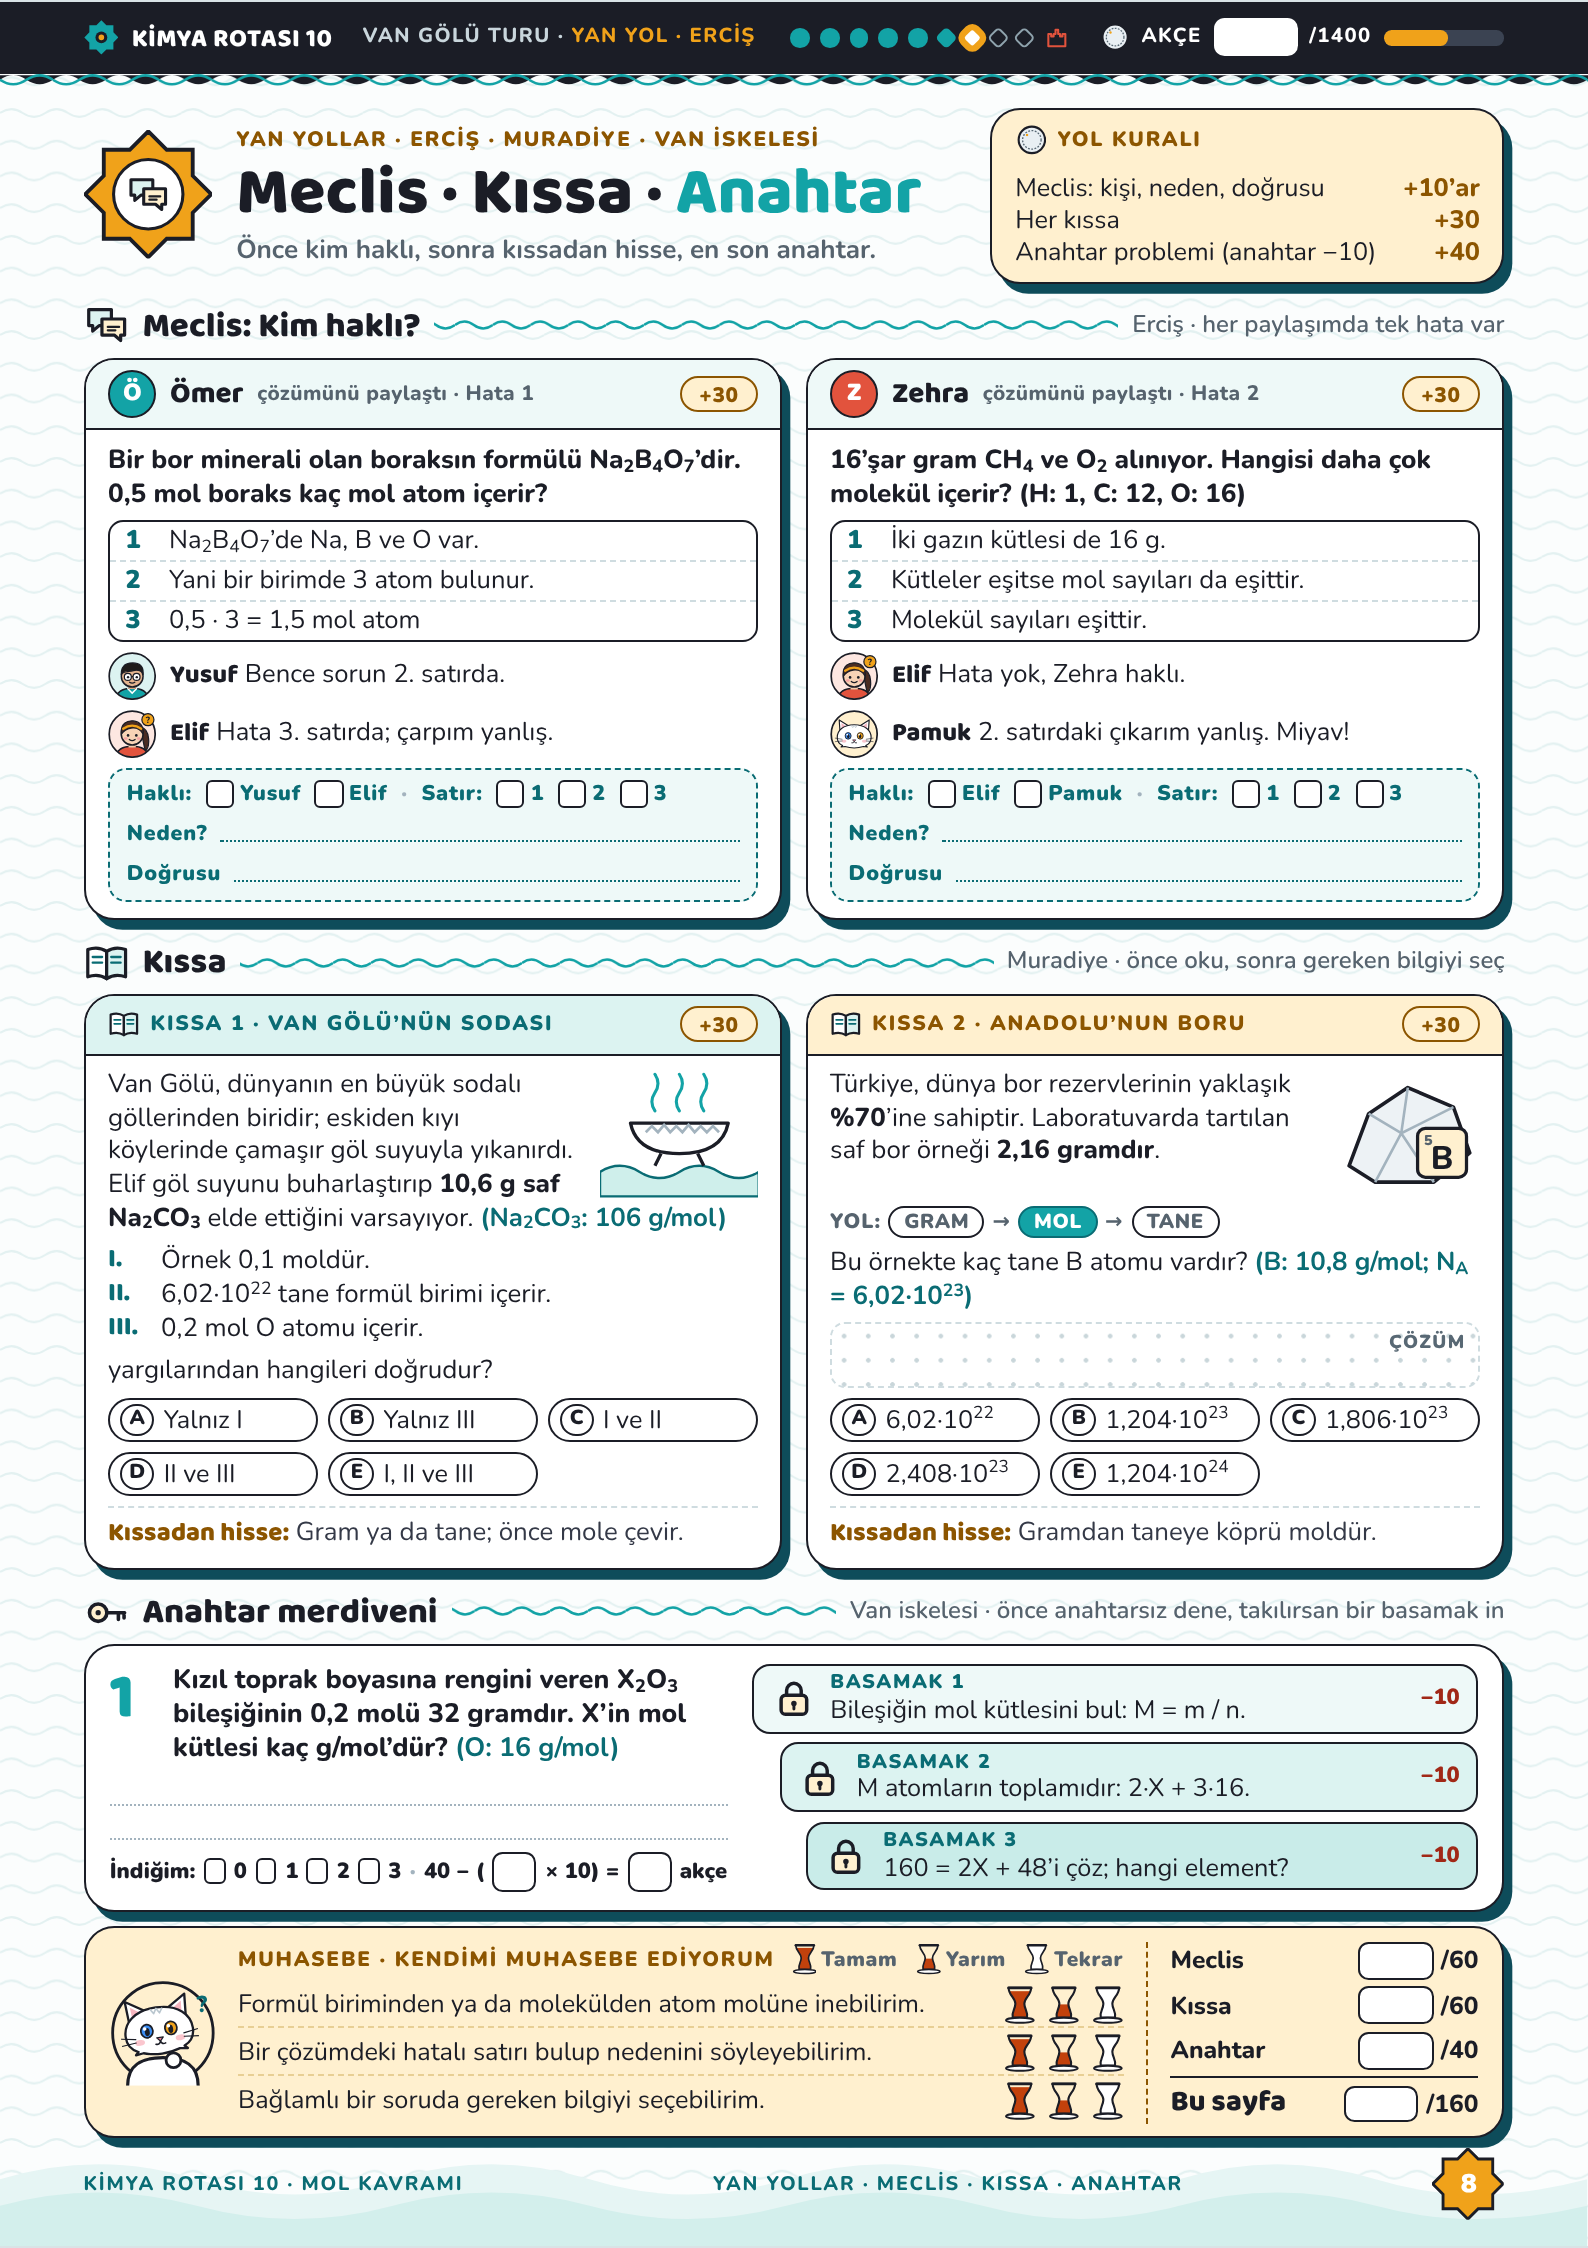 KİMYA ROTASI 10 VAN GÖLÜ TURU · YAN YOL · ERCİŞ AKÇE /1400
YAN YOLLAR · ERCİŞ · MURADİYE · VAN İSKELESİ
Meclis · Kıssa · Anahtar
Önce kim haklı, sonra kıssadan hisse, en son anahtar.
YOL KURALI
Meclis: kişi, neden, doğrusu +10’ar
Her kıssa +30
Anahtar problemi (anahtar −10) +40
Meclis: Kim haklı? Erciş · her paylaşımda tek hata var
Ö Ömer çözümünü paylaştı · Hata 1 +30
Bir bor minerali olan boraksın formülü Na₂B₄O₇’dir.
0,5 mol boraks kaç mol atom içerir?
1 Na₂B₄O₇’de Na, B ve O var.
2 Yani bir birimde 3 atom bulunur.
3 0,5 · 3 = 1,5 mol atom
Yusuf Bence sorun 2. satırda.
? Elif Hata 3. satırda; çarpım yanlış.
Haklı: Yusuf Elif · Satır: 1 2 3
Neden?
Doğrusu
Z Zehra çözümünü paylaştı · Hata 2 +30
16’şar gram CH₄ ve O₂ alınıyor. Hangisi daha çok
molekül içerir? (H: 1, C: 12, O: 16)
1 İki gazın kütlesi de 16 g.
2 Kütleler eşitse mol sayıları da eşittir.
3 Molekül sayıları eşittir.
? Elif Hata yok, Zehra haklı.
Pamuk 2. satırdaki çıkarım yanlış. Miyav!
Haklı: Elif Pamuk · Satır: 1 2 3
Neden?
Doğrusu
Kıssa Muradiye · önce oku, sonra gereken bilgiyi seç
KISSA 1 · VAN GÖLÜ’NÜN SODASI +30
Van Gölü, dünyanın en büyük sodalı
göllerinden biridir; eskiden kıyı
köylerinde çamaşır göl suyuyla yıkanırdı.
Elif göl suyunu buharlaştırıp 10,6 g saf
Na₂CO₃ elde ettiğini varsayıyor. (Na₂CO₃: 106 g/mol)
I. Örnek 0,1 moldür.
II. 6,02·10²² tane formül birimi içerir.
III. 0,2 mol O atomu içerir.
yargılarından hangileri doğrudur?
A Yalnız I B Yalnız III C I ve II
D II ve III E I, II ve III
Kıssadan hisse: Gram ya da tane; önce mole çevir.
KISSA 2 · ANADOLU’NUN BORU +30
Türkiye, dünya bor rezervlerinin yaklaşık
%70’ine sahiptir. Laboratuvarda tartılan
saf bor örneği 2,16 gramdır.
5 B
YOL: GRAM → MOL → TANE
Bu örnekte kaç tane B atomu vardır? (B: 10,8 g/mol; N_A
= 6,02·10²³)
ÇÖZÜM
A 6,02·10²² B 1,204·10²³ C 1,806·10²³
D 2,408·10²³ E 1,204·10²⁴
Kıssadan hisse: Gramdan taneye köprü moldür.
Anahtar merdiveni Van iskelesi · önce anahtarsız dene, takılırsan bir basamak in
1 Kızıl toprak boyasına rengini veren X₂O₃
bileşiğinin 0,2 molü 32 gramdır. X’in mol
kütlesi kaç g/mol’dür? (O: 16 g/mol)
İndiğim: 0 1 2 3 · 40 − ( × 10) = akçe
BASAMAK 1
Bileşiğin mol kütlesini bul: M = m / n. −10
BASAMAK 2
M atomların toplamıdır: 2·X + 3·16. −10
BASAMAK 3
160 = 2X + 48’i çöz; hangi element? −10
MUHASEBE · KENDİMİ MUHASEBE EDİYORUM Tamam Yarım Tekrar
?
Formül biriminden ya da molekülden atom molüne inebilirim.
Bir çözümdeki hatalı satırı bulup nedenini söyleyebilirim.
Bağlamlı bir soruda gereken bilgiyi seçebilirim.
Meclis /60
Kıssa /60
Anahtar /40
Bu sayfa /160
KİMYA ROTASI 10 · MOL KAVRAMI YAN YOLLAR · MECLİS · KISSA · ANAHTAR 8